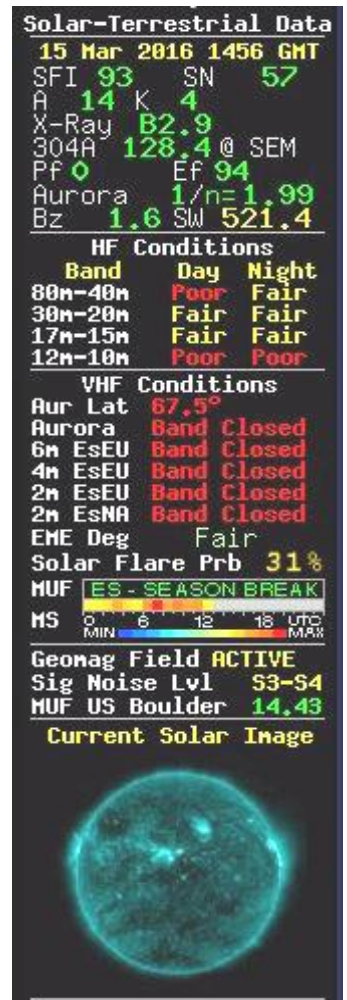 Solar-Terrestrial Data
15 Mar 2016 1456 GMT
SFI 93 SN 57
A 14 K 4
X-Ray B2.9
304A 128.4 @ SEM
Pf 0 Ef 94
Aurora 1/n=1.99
Bz 1.6 SW 521.4
HF Conditions
Band Day Night
80m-40m Poor Fair
30m-20m Fair Fair
17m-15m Fair Fair
12m-10m Poor Poor
VHF Conditions
Aur Lat 67.5°
Aurora Band Closed
6m EsEU Band Closed
4m EsEU Band Closed
2m EsEU Band Closed
2m EsNA Band Closed
EME Deg Fair
Solar Flare Prb 31%
MUF ES - SEASON BREAK
MS 0 6 12 18 UTC
MIN MAX
Geomag Field ACTIVE
Sig Noise Lvl S3-S4
MUF US Boulder 14.43
Current Solar Image